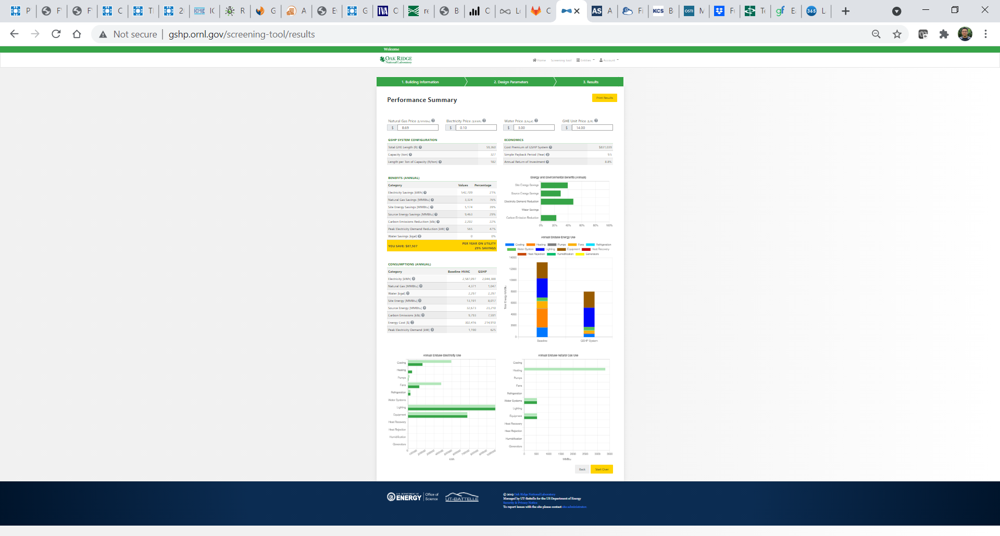 P
F
F
C
T
2
ICME IC
R
G
A
E
G
TVA C
re
B
C
L
C
AS A
Fi
KCS B
OSTI N
F
T
gf E
365 L
Not secure gshp.ornl.gov/screening-tool/results
Welcome
OAK RIDGE
National Laboratory
Home Screening tool Entities Account
1. Building Information 2. Design Parameters 3. Results
Performance Summary
Print Results
Natural Gas Price ($/MMBtu) Electricity Price ($/kWh) Water Price ($/kgal) GHE Unit Price ($/ft)
$ 8.69 $ 0.10 $ 3.00 $ 14.00
GSHP SYSTEM CONFIGURATION
Total GHE Length (ft) 59,360
Capacity (ton) 327
Length per Ton of Capacity (ft/ton) 182
ECONOMICS
Cost Premium of GSHP System $831,039
Simple Payback Period (Year) 9.5
Annual Return of Investment 8.8%
BENEFITS (ANNUAL)
Category Values Percentage
Electricity Savings (kWh) 542,709 21%
Natural Gas Savings (MMBtu) 3,324 76%
Site Energy Savings (MMBtu) 5,174 39%
Source Energy Savings (MMBtu) 9,463 29%
Carbon Emissions Reduction (klb) 2,202 22%
Peak Electricity Demand Reduction (kW) 565 47%
Water Savings (kgal) 0 0%
YOU SAVE: $87,507 PER YEAR ON UTILITY
29% SAVINGS
Energy and Environmental Benefits (Annual)
Site Energy Savings
Source Energy Savings
Electricity Demand Reduction
Water Savings
Carbon Emission Reduction
0% 20% 40% 60% 80% 100%
CONSUMPTIONS (ANNUAL)
Category Baseline HVAC GSHP
Electricity (kWh) 2,587,097 2,044,388
Natural Gas (MMBtu) 4,371 1,047
Water (kgal) 2,297 2,297
Site Energy (MMBtu) 13,191 8,017
Source Energy (MMBtu) 32,673 23,210
Carbon Emissions (klb) 9,793 7,591
Energy Cost ($) 302,416 214,910
Peak Electricity Demand (kW) 1,190 625
Annual Enduse Energy Use
Cooling Heating Pumps Fans Refrigeration
Water System Lighting Equipment Heat Recovery
Heat Rejection Humidification Generators
Total Energy MMBtu
14000
12000
10000
8000
6000
4000
2000
0
Baseline GSHP System
Annual Enduse Electricity Use
Cooling
Heating
Pumps
Fans
Refrigeration
Water Systems
Lighting
Equipment
Heat Recovery
Heat Rejection
Humidification
Generators
0 100000 200000 300000 400000 500000 600000 700000 800000 900000 1000000
kWh
Annual Enduse Natural Gas Use
Cooling
Heating
Pumps
Fans
Refrigeration
Water Systems
Lighting
Equipment
Heat Recovery
Heat Rejection
Humidification
Generators
0 500 1000 1500 2000 2500 3000 3500
MMBtu
Back Start Over
U.S. DEPARTMENT OF
ENERGY
Office of
Science
UT-BATTELLE
© 2019 Oak Ridge National Laboratory
Managed by UT-Battelle for the US Department of Energy
Security & Privacy Notice
To report issues with the site please contact site administrator.